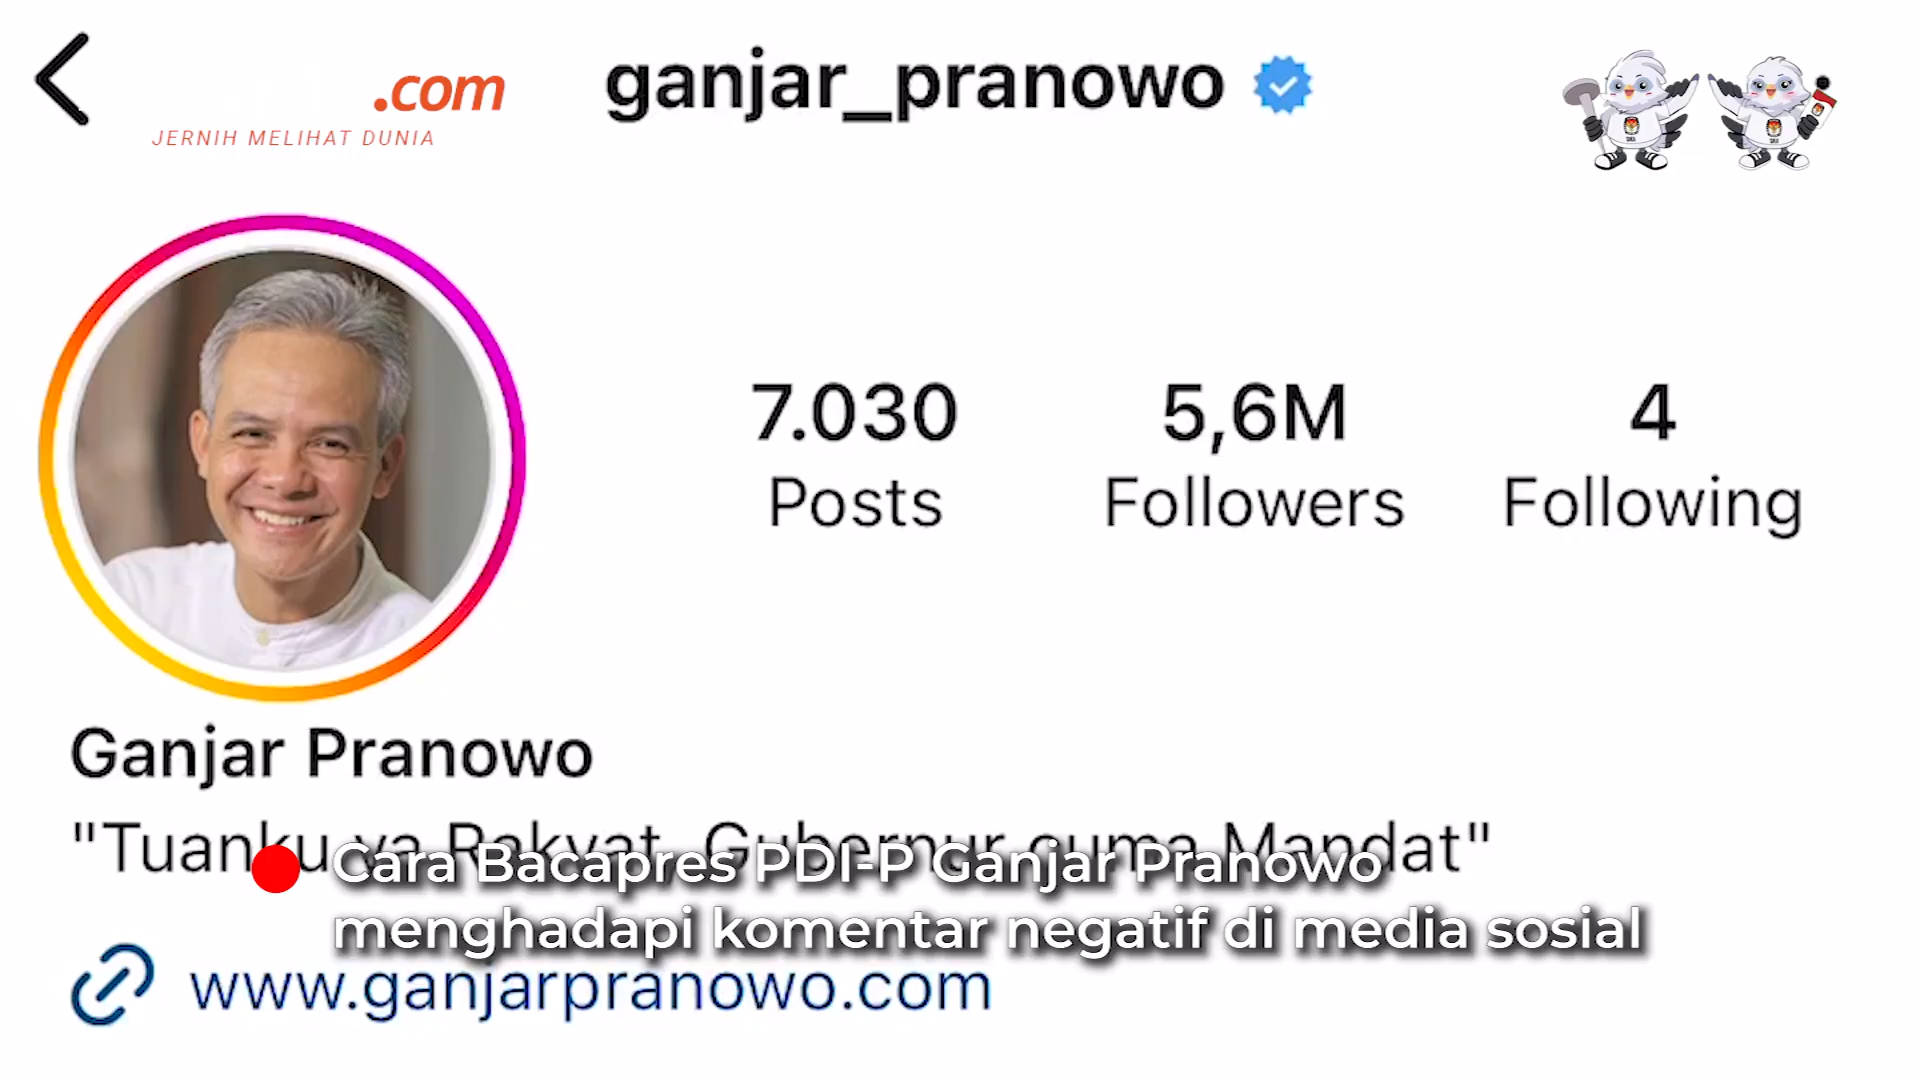 .com
JERNIH MELIHAT DUNIA
ganjar_pranowo
7.030
Posts
5,6M
Followers
4
Following
Ganjar Pranowo
"Tuanku ya Rakyat, Gubernur cuma Mandat"
Cara Bacapres PDI-P Ganjar Pranowo
menghadapi komentar negatif di media sosial
www.ganjarpranowo.com